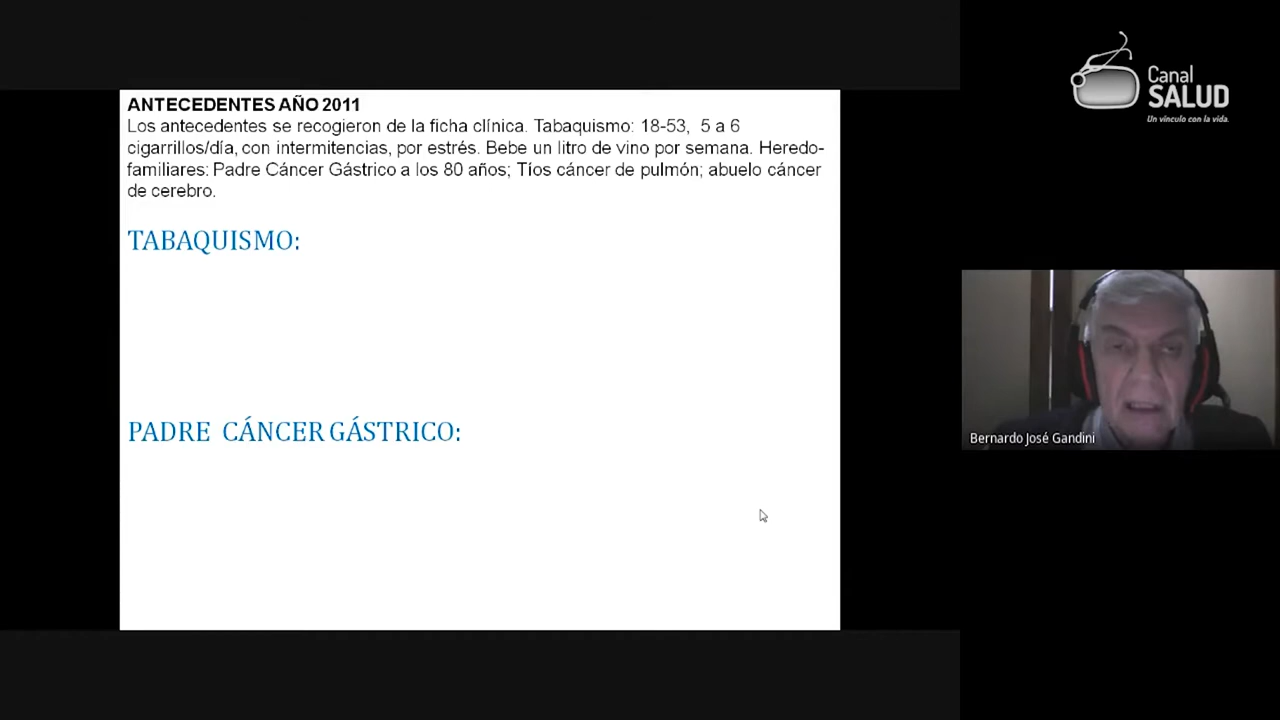 ANTECEDENTES AÑO 2011
Los antecedentes se recogieron de la ficha clínica. Tabaquismo: 18-53, 5 a 6
cigarrillos/día, con intermitencias, por estrés. Bebe un litro de vino por semana. Heredo-
familiares: Padre Cáncer Gástrico a los 80 años; Tíos cáncer de pulmón; abuelo cáncer
de cerebro.
TABAQUISMO:
PADRE CÁNCER GÁSTRICO:
Canal
SALUD
Un vínculo con la vida.
Bernardo José Gandini